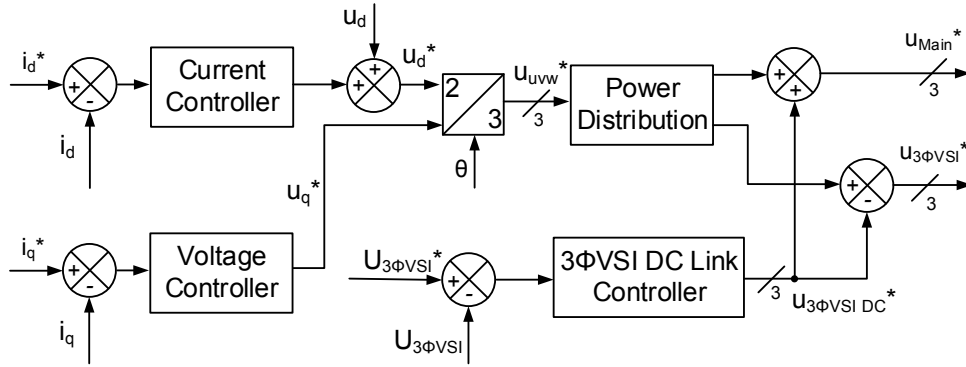 u_d
i_d*
+
-
Current
Controller
+
+
u_d*
i_d
2
3
θ
u_uvw*
3
Power
Distribution
+
+
u_Main*
3
u_q*
+
-
u_3ΦVSI*
3
i_q*
+
-
Voltage
Controller
i_q
U_3ΦVSI*
+
-
U_3ΦVSI
3ΦVSI DC Link
Controller
3
u_3ΦVSI DC*